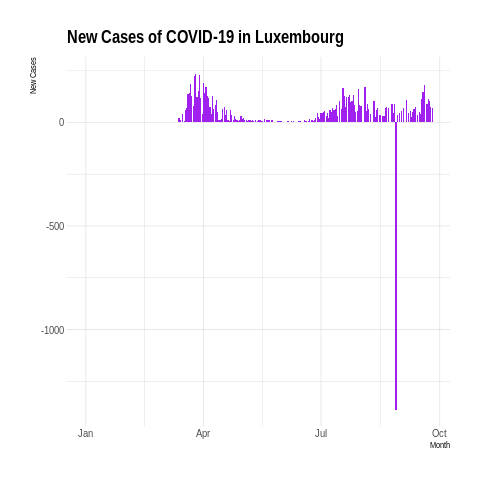 New Cases of COVID-19 in Luxembourg
New Cases
0
-500
-1000
Jan Apr Jul Oct
Month